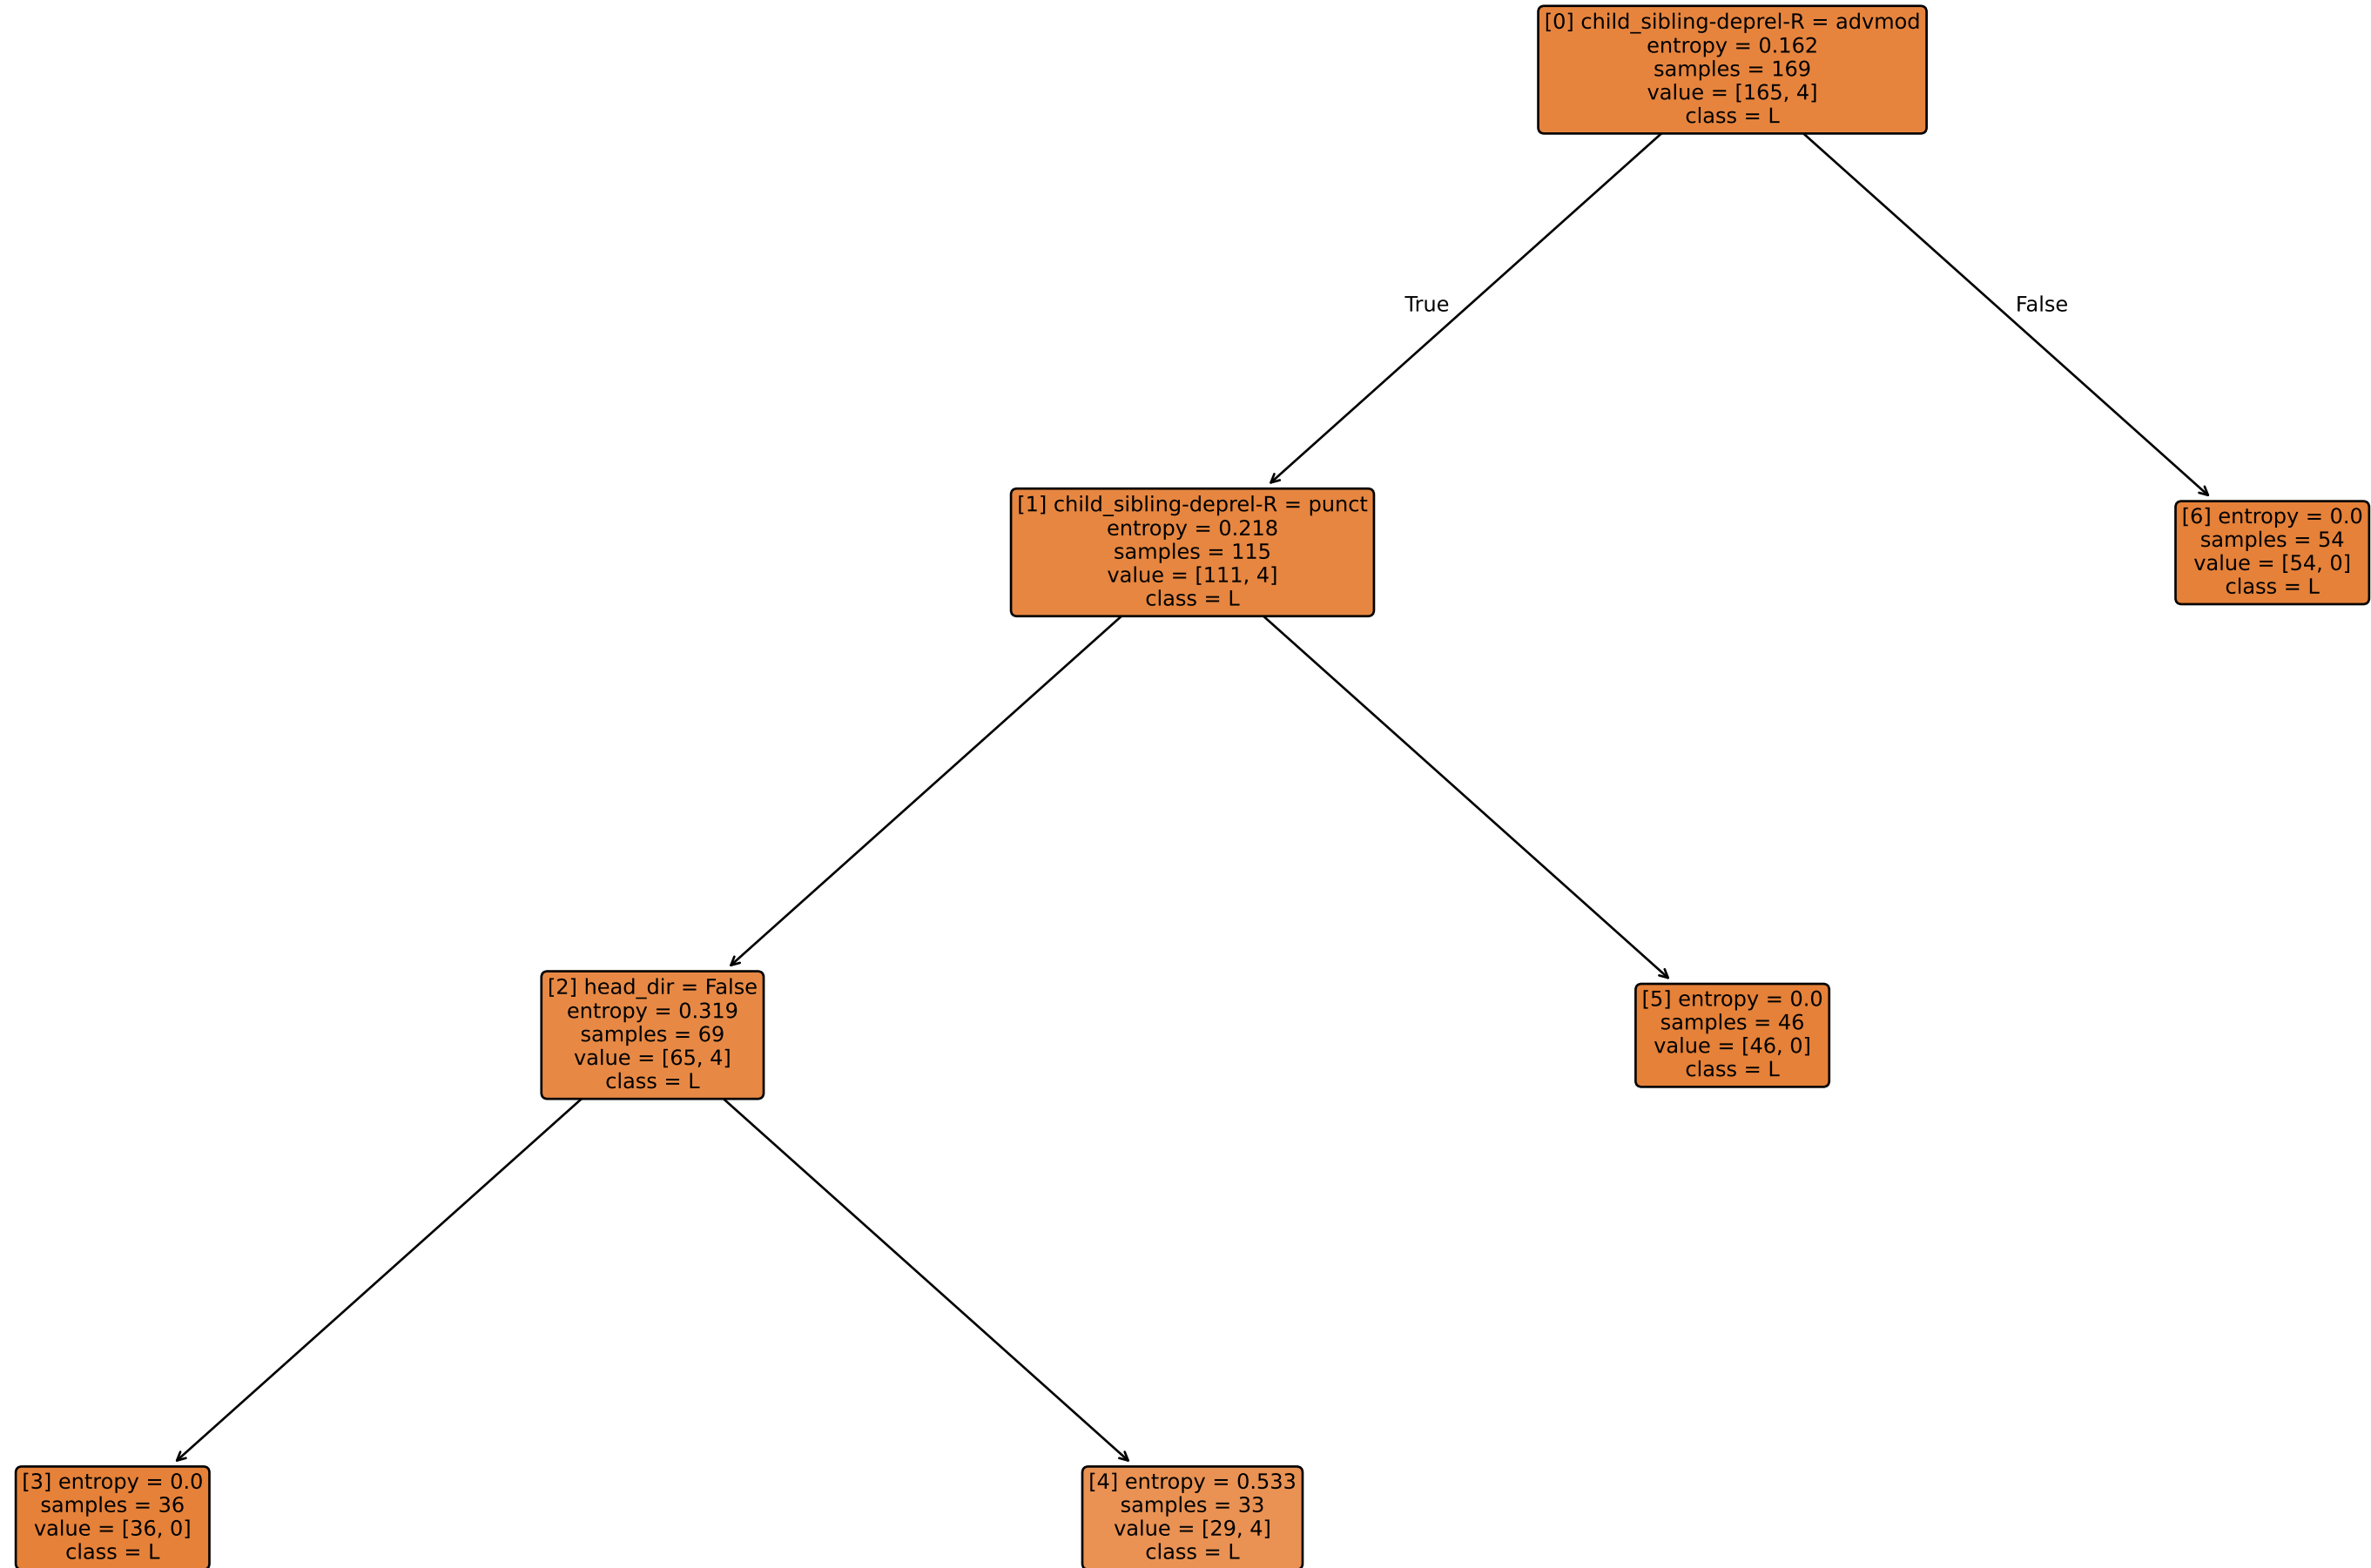 [0] child_sibling-deprel-R = advmod
entropy = 0.162
samples = 169
value = [165, 4]
class = L
True
False
[1] child_sibling-deprel-R = punct
entropy = 0.218
samples = 115
value = [111, 4]
class = L
[6] entropy = 0.0
samples = 54
value = [54, 0]
class = L
[2] head_dir = False
entropy = 0.319
samples = 69
value = [65, 4]
class = L
[5] entropy = 0.0
samples = 46
value = [46, 0]
class = L
[3] entropy = 0.0
samples = 36
value = [36, 0]
class = L
[4] entropy = 0.533
samples = 33
value = [29, 4]
class = L